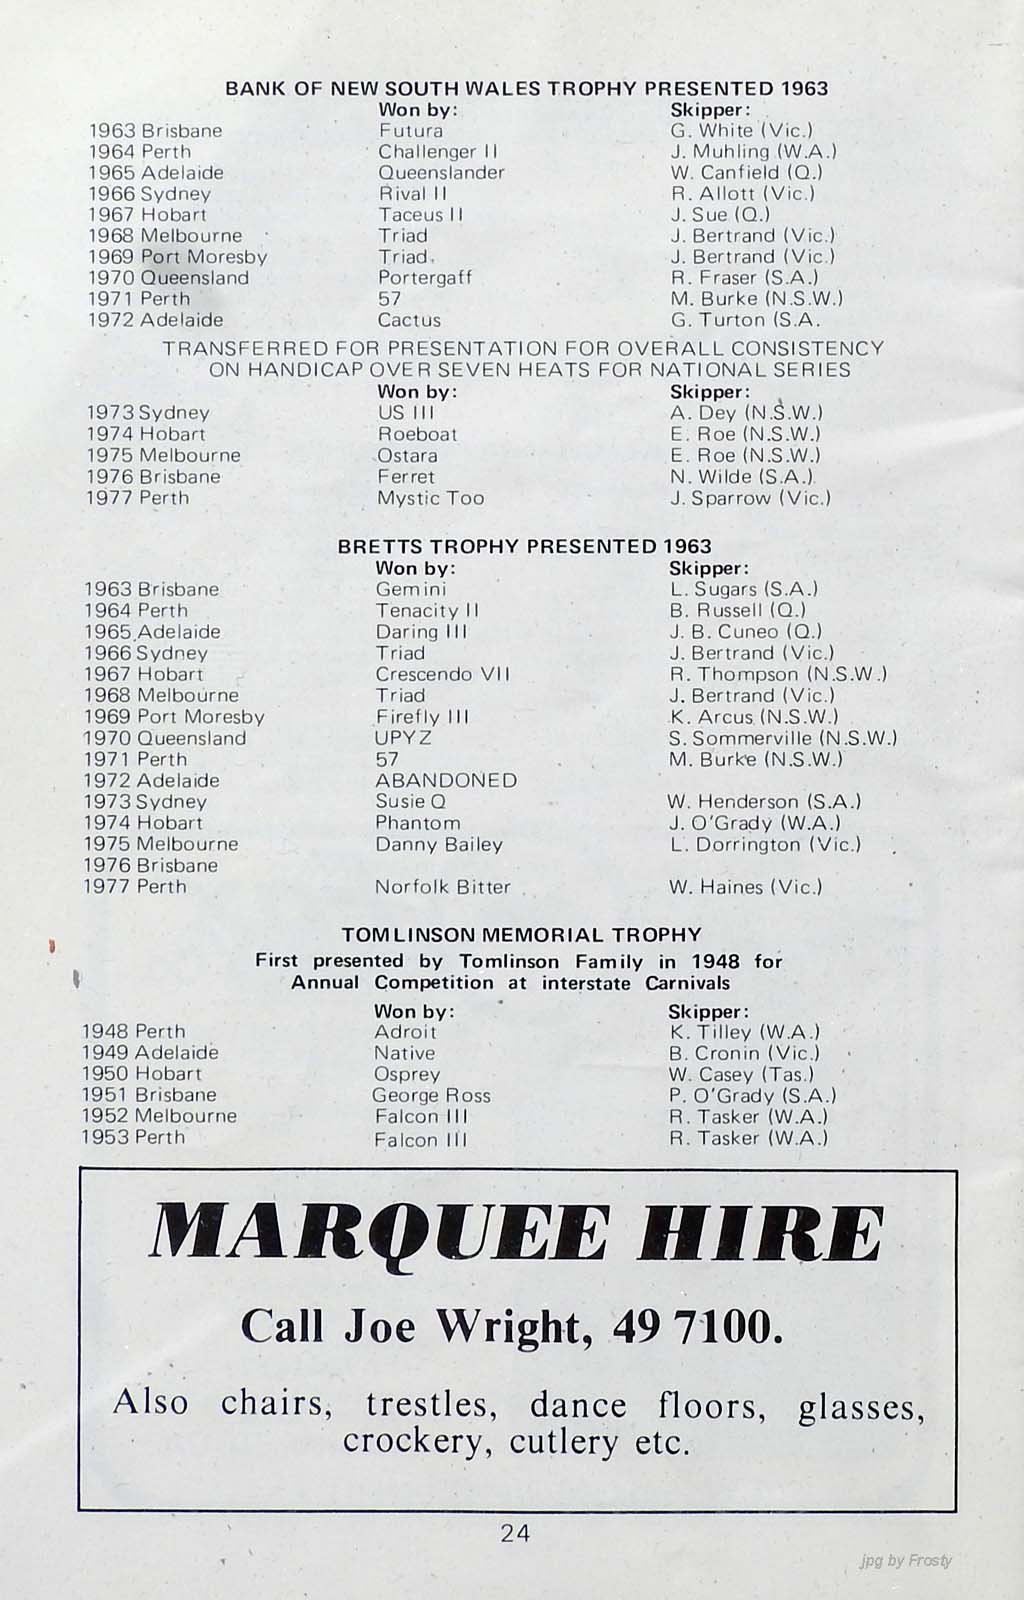 BANK OF NEW SOUTH WALES TROPHY PRESENTED 1963
Won by: Skipper:
1963 Brisbane Futura G. White (Vic.)
1964 Perth Challenger II J. Muhling (W.A.)
1965 Adelaide Queenslander W. Canfield (Q.)
1966 Sydney Rival II R. Allott (Vic.)
1967 Hobart Taceus II J. Sue (Q.)
1968 Melbourne Triad J. Bertrand (Vic.)
1969 Port Moresby Triad. J. Bertrand (Vic.)
1970 Queensland Portergaff R. Fraser (S.A.)
1971 Perth 57 M. Burke (N.S.W.)
1972 Adelaide Cactus G. Turton (S.A.
TRANSFERRED FOR PRESENTATION FOR OVERALL CONSISTENCY
ON HANDICAP OVER SEVEN HEATS FOR NATIONAL SERIES
Won by: Skipper:
1973 Sydney US III A. Dey (N.S.W.)
1974 Hobart Roeboat E. Roe (N.S.W.)
1975 Melbourne Ostara E. Roe (N.S.W.)
1976 Brisbane Ferret N. Wilde (S.A.)
1977 Perth Mystic Too J. Sparrow (Vic.)
BRETTS TROPHY PRESENTED 1963
Won by: Skipper:
1963 Brisbane Gemini L. Sugars (S.A.)
1964 Perth Tenacity II B. Russell (Q.)
1965 Adelaide Daring III J. B. Cuneo (Q.)
1966 Sydney Triad J. Bertrand (Vic.)
1967 Hobart Crescendo VII R. Thompson (N.S.W.)
1968 Melbourne Triad J. Bertrand (Vic.)
1969 Port Moresby Firefly III K. Arcus (N.S.W.)
1970 Queensland UPYZ S. Sommerville (N.S.W.)
1971 Perth 57 M. Burke (N.S.W.)
1972 Adelaide ABANDONED
1973 Sydney Susie Q W. Henderson (S.A.)
1974 Hobart Phantom J. O'Grady (W.A.)
1975 Melbourne Danny Bailey L. Dorrington (Vic.)
1976 Brisbane
1977 Perth Norfolk Bitter W. Haines (Vic.)
TOMLINSON MEMORIAL TROPHY
First presented by Tomlinson Family in 1948 for
Annual Competition at interstate Carnivals
Won by: Skipper:
1948 Perth Adroit K. Tilley (W.A.)
1949 Adelaide Native B. Cronin (Vic.)
1950 Hobart Osprey W. Casey (Tas.)
1951 Brisbane George Ross P. O'Grady (S.A.)
1952 Melbourne Falcon III R. Tasker (W.A.)
1953 Perth Falcon III R. Tasker (W.A.)
MARQUEE HIRE
Call Joe Wright, 49 7100.
Also chairs, trestles, dance floors, glasses,
crockery, cutlery etc.
24
jpg by Frosty